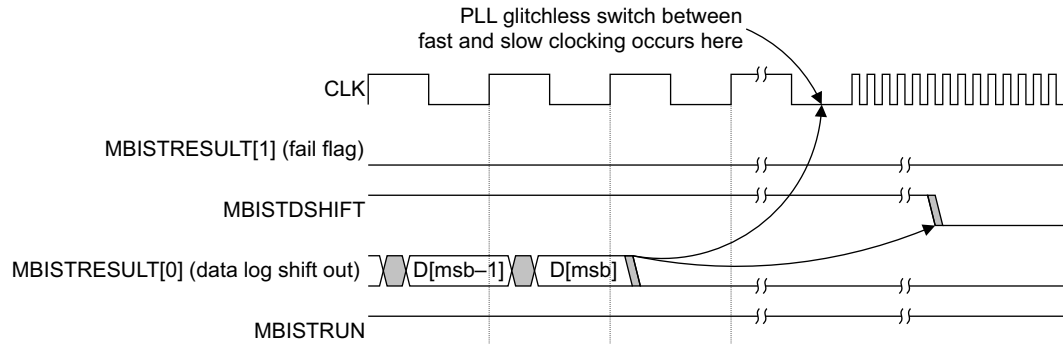 PLL glitchless switch between
fast and slow clocking occurs here
CLK
MBISTRESULT[1] (fail flag)
MBISTDSHIFT
MBISTRESULT[0] (data log shift out)
D[msb–1]
D[msb]
MBISTRUN